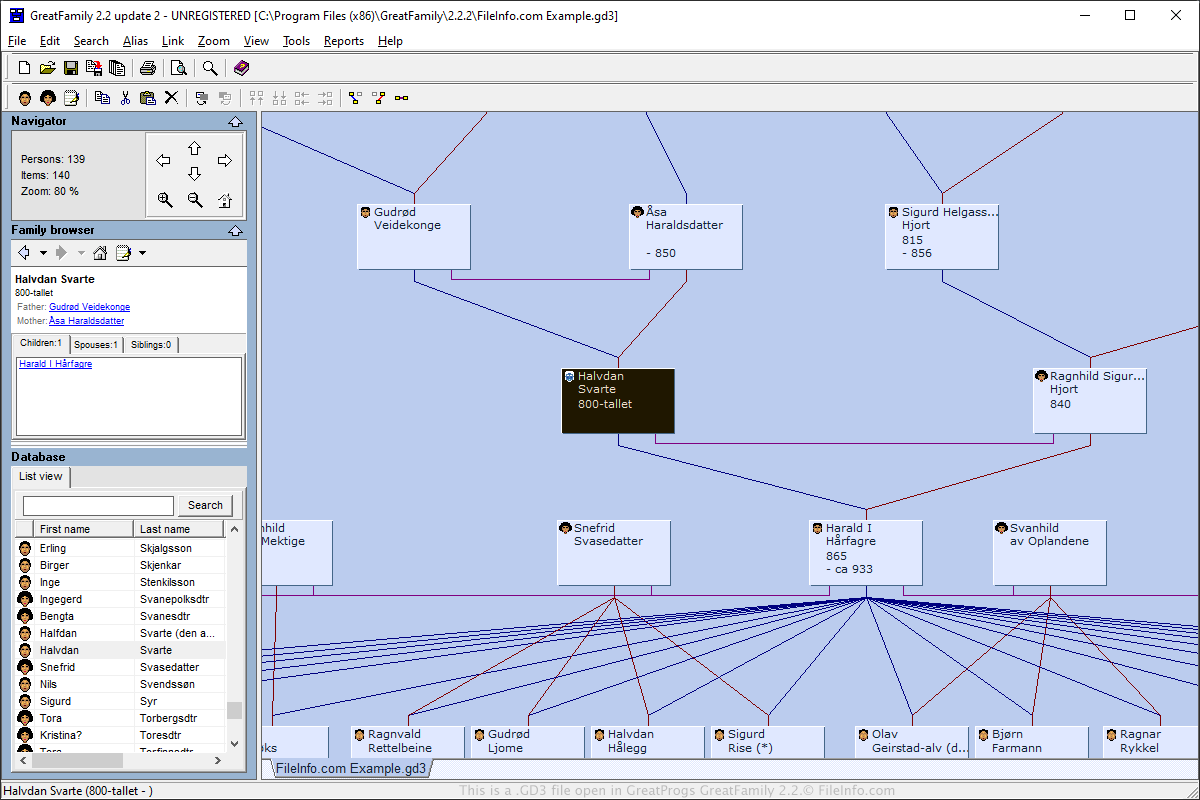 GreatFamily 2.2 update 2 - UNREGISTERED [C:\Program Files (x86)\GreatFamily\2.2.2\FileInfo.com Example.gd3]
File Edit Search Alias Link Zoom View Tools Reports Help
Navigator
Persons: 139
Items: 140
Zoom: 80 %
Family browser
Halvdan Svarte
800-tallet
Father: Gudrød Veidekonge
Mother: Åsa Haraldsdatter
Children:1 Spouses:1 Siblings:0
Harald I Hårfagre
Database
List view
Search
First name Last name
Erling Skjalgsson
Birger Skjenkar
Inge Stenkilsson
Ingegerd Svanepolksdtr
Bengta Svanesdtr
Halfdan Svarte (den a...
Halvdan Svarte
Snefrid Svasedatter
Nils Svendssøn
Sigurd Syr
Tora Torbergsdtr
Kristina? Toresdtr
Tora Torfinnsdtr
Gudrød
Veidekonge
Åsa
Haraldsdatter
- 850
Sigurd Helgass...
Hjort
815
- 856
Halvdan
Svarte
800-tallet
Ragnhild Sigur...
Hjort
840
nhild
Mektige
Snefrid
Svasedatter
Harald I
Hårfagre
865
- ca 933
Svanhild
av Oplandene
øks
Ragnvald
Rettelbeine
Gudrød
Ljome
Halvdan
Hålegg
Sigurd
Rise (*)
Olav
Geirstad-alv (d...
Bjørn
Farmann
Ragnar
Rykkel
FileInfo.com Example.gd3
Halvdan Svarte (800-tallet - )
This is a .GD3 file open in GreatProgs GreatFamily 2.2.© FileInfo.com